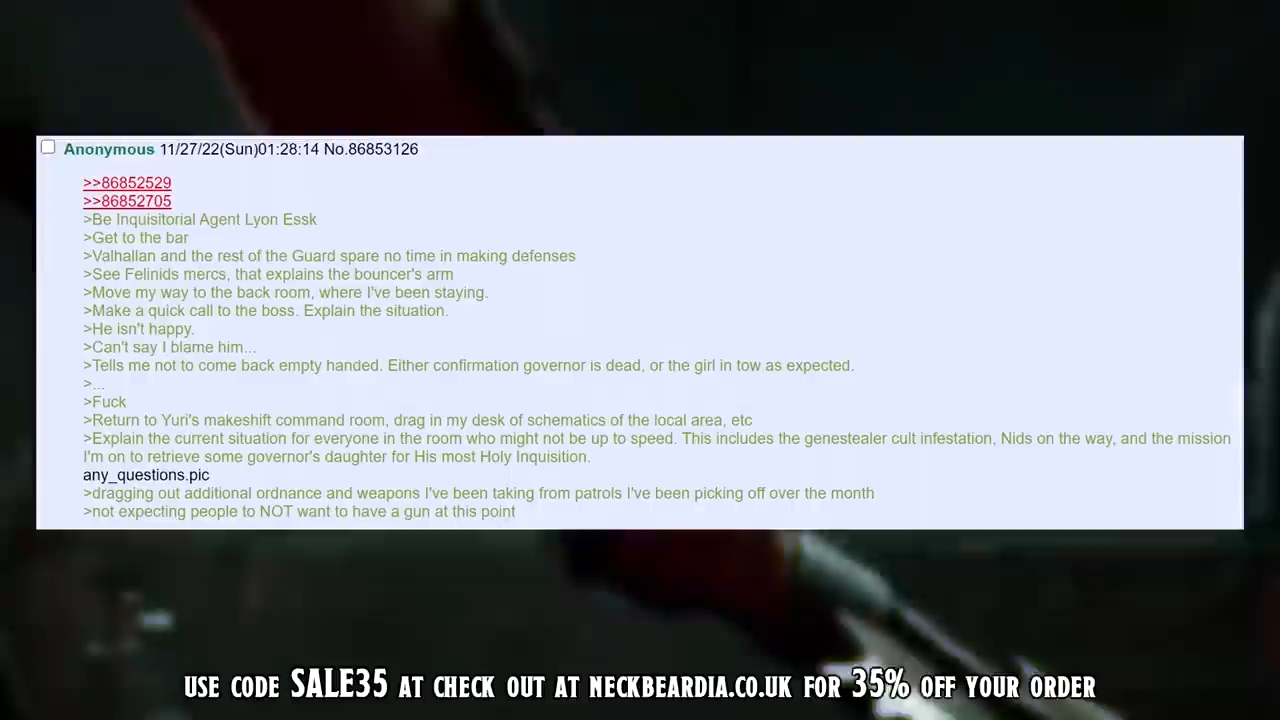 Anonymous 11/27/22(Sun)01:28:14 No.86853126
>>86852529
>>86852705
>Be Inquisitorial Agent Lyon Essk
>Get to the bar
>Valhallan and the rest of the Guard spare no time in making defenses
>See Felinids mercs, that explains the bouncer's arm
>Move my way to the back room, where I've been staying.
>Make a quick call to the boss. Explain the situation.
>He isn't happy.
>Can't say I blame him...
>Tells me not to come back empty handed. Either confirmation governor is dead, or the girl in tow as expected.
>...
>Fuck
>Return to Yuri's makeshift command room, drag in my desk of schematics of the local area, etc
>Explain the current situation for everyone in the room who might not be up to speed. This includes the genestealer cult infestation, Nids on the way, and the mission
I'm on to retrieve some governor's daughter for His most Holy Inquisition.
any_questions.pic
>dragging out additional ordnance and weapons I've been taking from patrols I've been picking off over the month
>not expecting people to NOT want to have a gun at this point
USE CODE SALE35 AT CHECK OUT AT NECKBEARDIA.CO.UK FOR 35% OFF YOUR ORDER